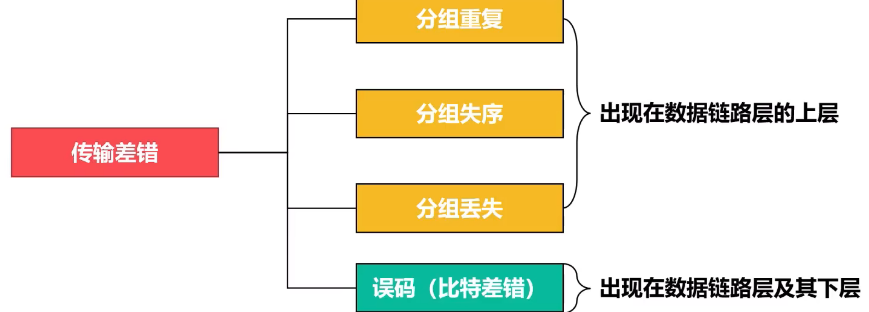 分组重复
分组失序
出现在数据链路层的上层
传输差错
分组丢失
误码（比特差错）
出现在数据链路层及其下层